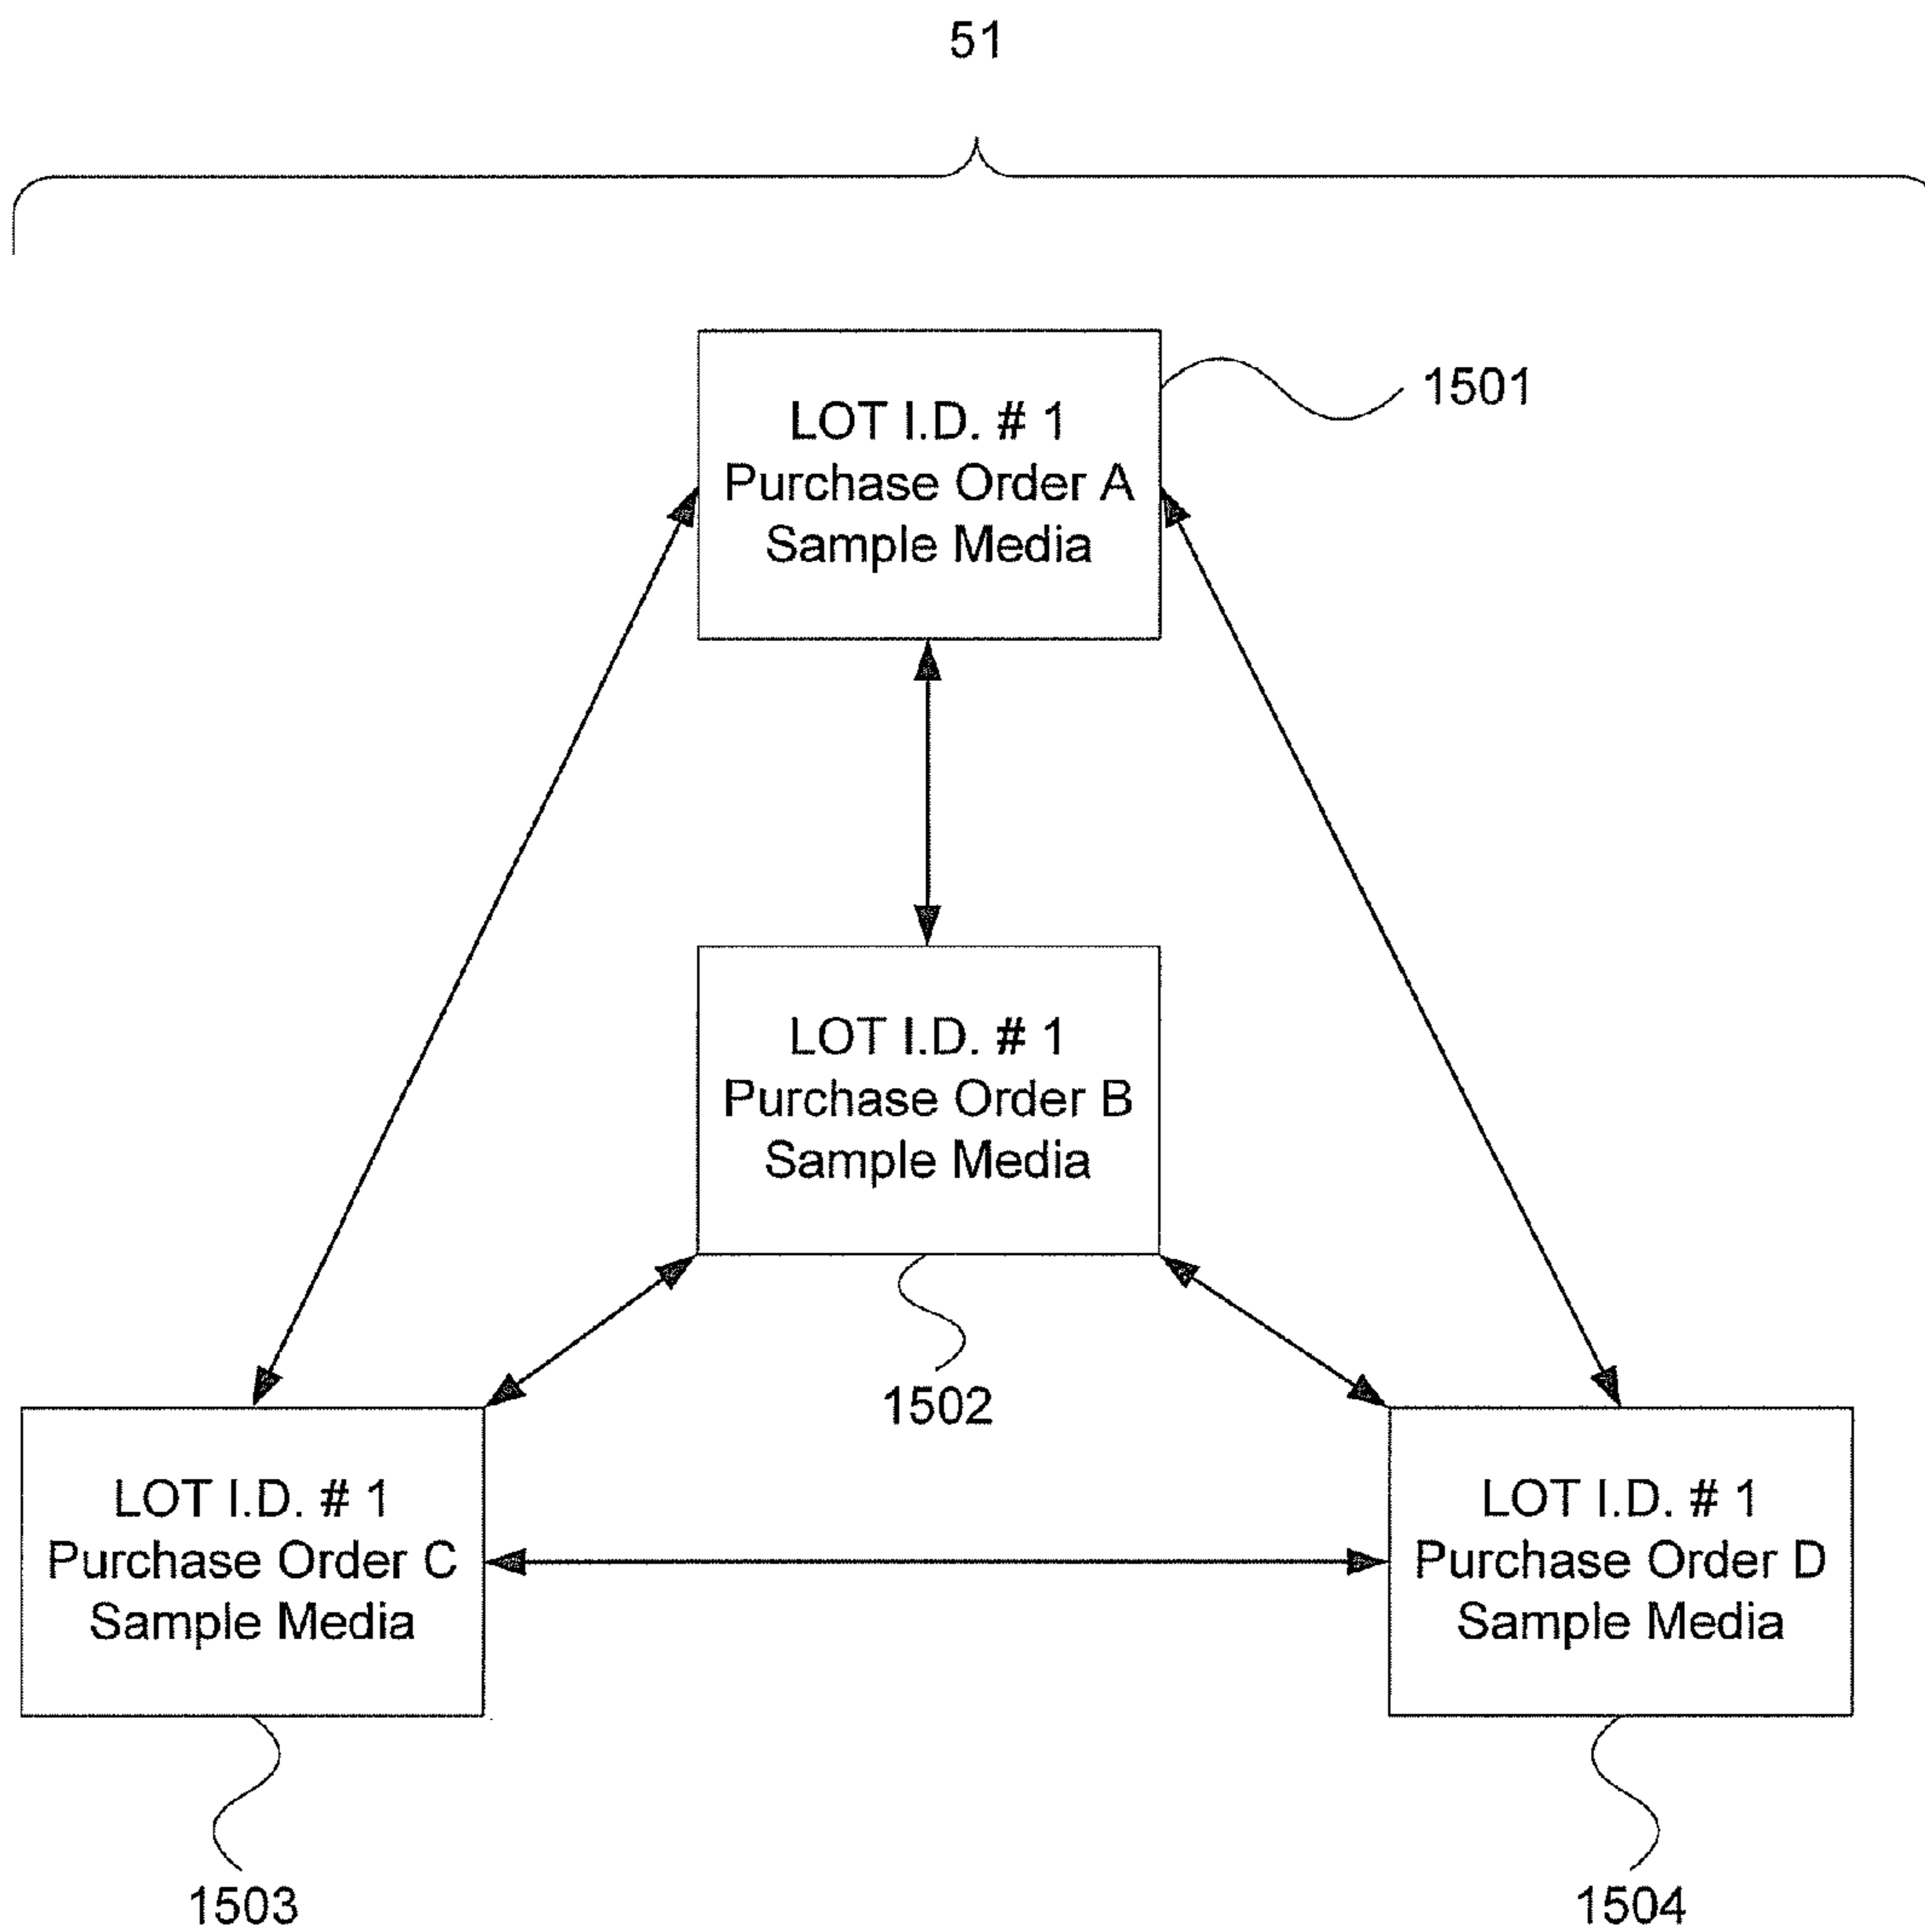 51
LOT I.D. # 1
Purchase Order A
Sample Media
1501
LOT I.D. # 1
Purchase Order B
Sample Media
1502
LOT I.D. # 1
Purchase Order C
Sample Media
LOT I.D. # 1
Purchase Order D
Sample Media
1503
1504